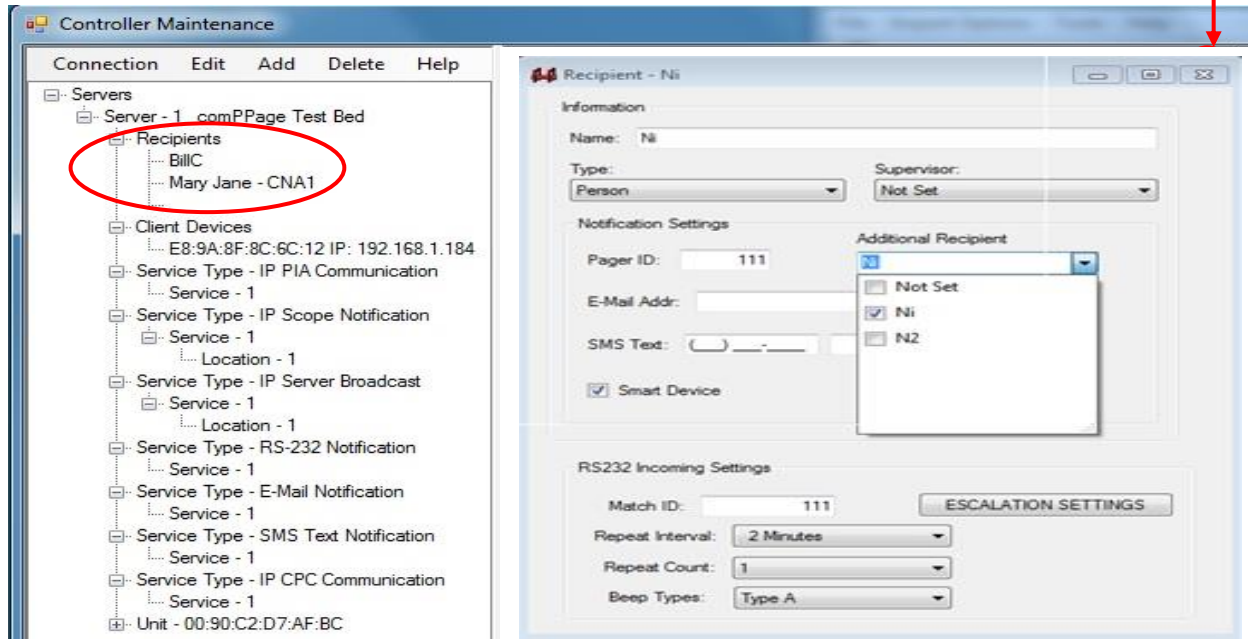 Controller Maintenance
Connection Edit Add Delete Help
Servers
Server - 1 comPPage Test Bed
Recipients
BillC
Mary Jane - CNA1
Client Devices
E8:9A:8F:8C:6C:12 IP: 192.168.1.184
Service Type - IP PIA Communication
Service - 1
Service Type - IP Scope Notification
Service - 1
Location - 1
Service Type - IP Server Broadcast
Service - 1
Location - 1
Service Type - RS-232 Notification
Service - 1
Service Type - E-Mail Notification
Service - 1
Service Type - SMS Text Notification
Service - 1
Service Type - IP CPC Communication
Service - 1
Unit - 00:90:C2:D7:AF:BC
Recipient - Ni
Information
Name: Ni
Type: Supervisor:
Person Not Set
Notification Settings
Additional Recipient
Pager ID: 111 Ni
Not Set
E-Mail Addr: Ni
N2
SMS Text: (__) ___-____
Smart Device
RS232 Incoming Settings
Match ID: 111 ESCALATION SETTINGS
Repeat Interval: 2 Minutes
Repeat Count: 1
Beep Types: Type A